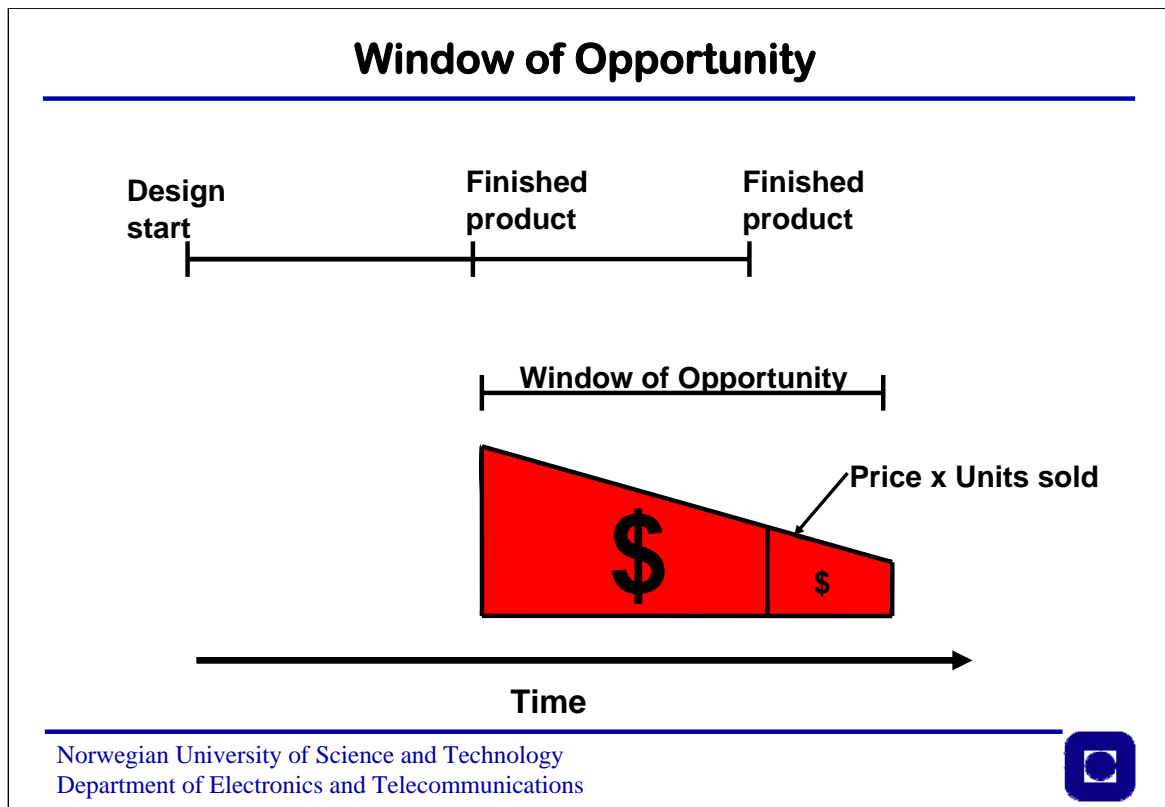 Window of Opportunity
Design
start
Finished
product
Finished
product
Window of Opportunity
Price x Units sold
$
$
Time
Norwegian University of Science and Technology
Department of Electronics and Telecommunications